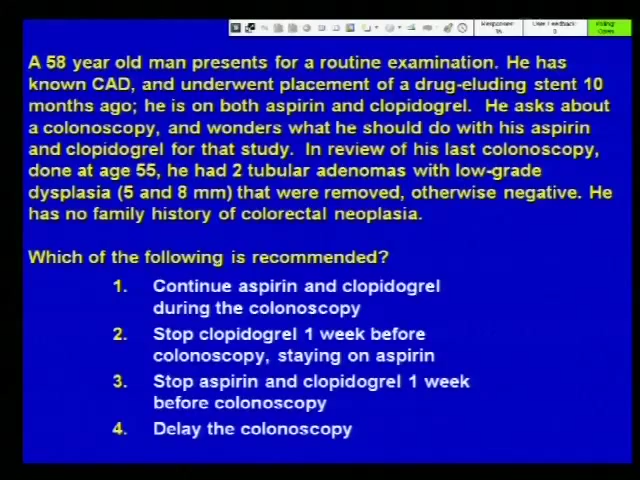 A 58 year old man presents for a routine examination. He has
known CAD, and underwent placement of a drug-eluding stent 10
months ago; he is on both aspirin and clopidogrel. He asks about
a colonoscopy, and wonders what he should do with his aspirin
and clopidogrel for that study. In review of his last colonoscopy,
done at age 55, he had 2 tubular adenomas with low-grade
dysplasia (5 and 8 mm) that were removed, otherwise negative. He
has no family history of colorectal neoplasia.
Which of the following is recommended?
1. Continue aspirin and clopidogrel
during the colonoscopy
2. Stop clopidogrel 1 week before
colonoscopy, staying on aspirin
3. Stop aspirin and clopidogrel 1 week
before colonoscopy
4. Delay the colonoscopy